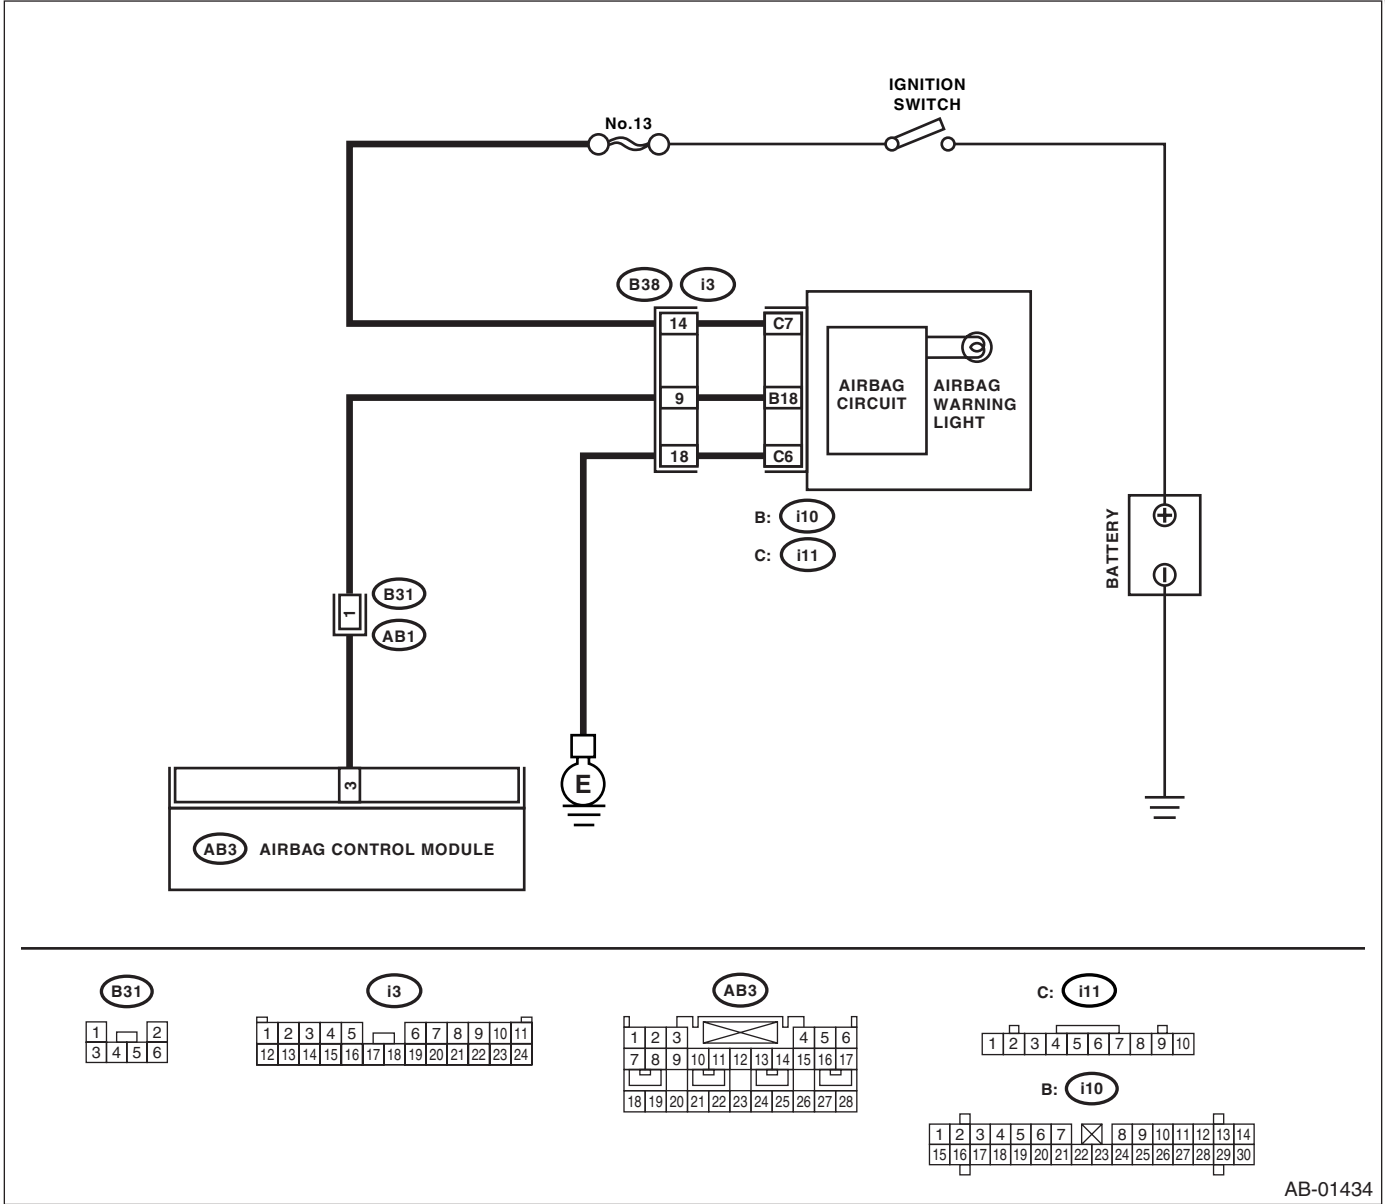 IGNITION
SWITCH
No.13
B38 i3
14 C7
9 B18
18 C6
AIRBAG
CIRCUIT
AIRBAG
WARNING
LIGHT
B: i10
C: i11
BATTERY
B31
1
AB1
3
E
AB3 AIRBAG CONTROL MODULE
B31
1 2
3 4 5 6
i3
1 2 3 4 5 6 7 8 9 10 11
12 13 14 15 16 17 18 19 20 21 22 23 24
AB3
1 2 3 4 5 6
7 8 9 10 11 12 13 14 15 16 17
18 19 20 21 22 23 24 25 26 27 28
C: i11
1 2 3 4 5 6 7 8 9 10
B: i10
1 2 3 4 5 6 7 8 9 10 11 12 13 14
15 16 17 18 19 20 21 22 23 24 25 26 27 28 29 30
AB-01434